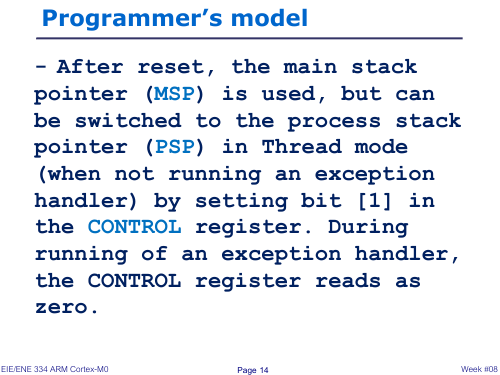 Programmer’s model
– After reset, the main stack
pointer (MSP) is used, but can
be switched to the process stack
pointer (PSP) in Thread mode
(when not running an exception
handler) by setting bit [1] in
the CONTROL register. During
running of an exception handler,
the CONTROL register reads as
zero.
EIE/ENE 334 ARM Cortex-M0 Page 14 Week #08